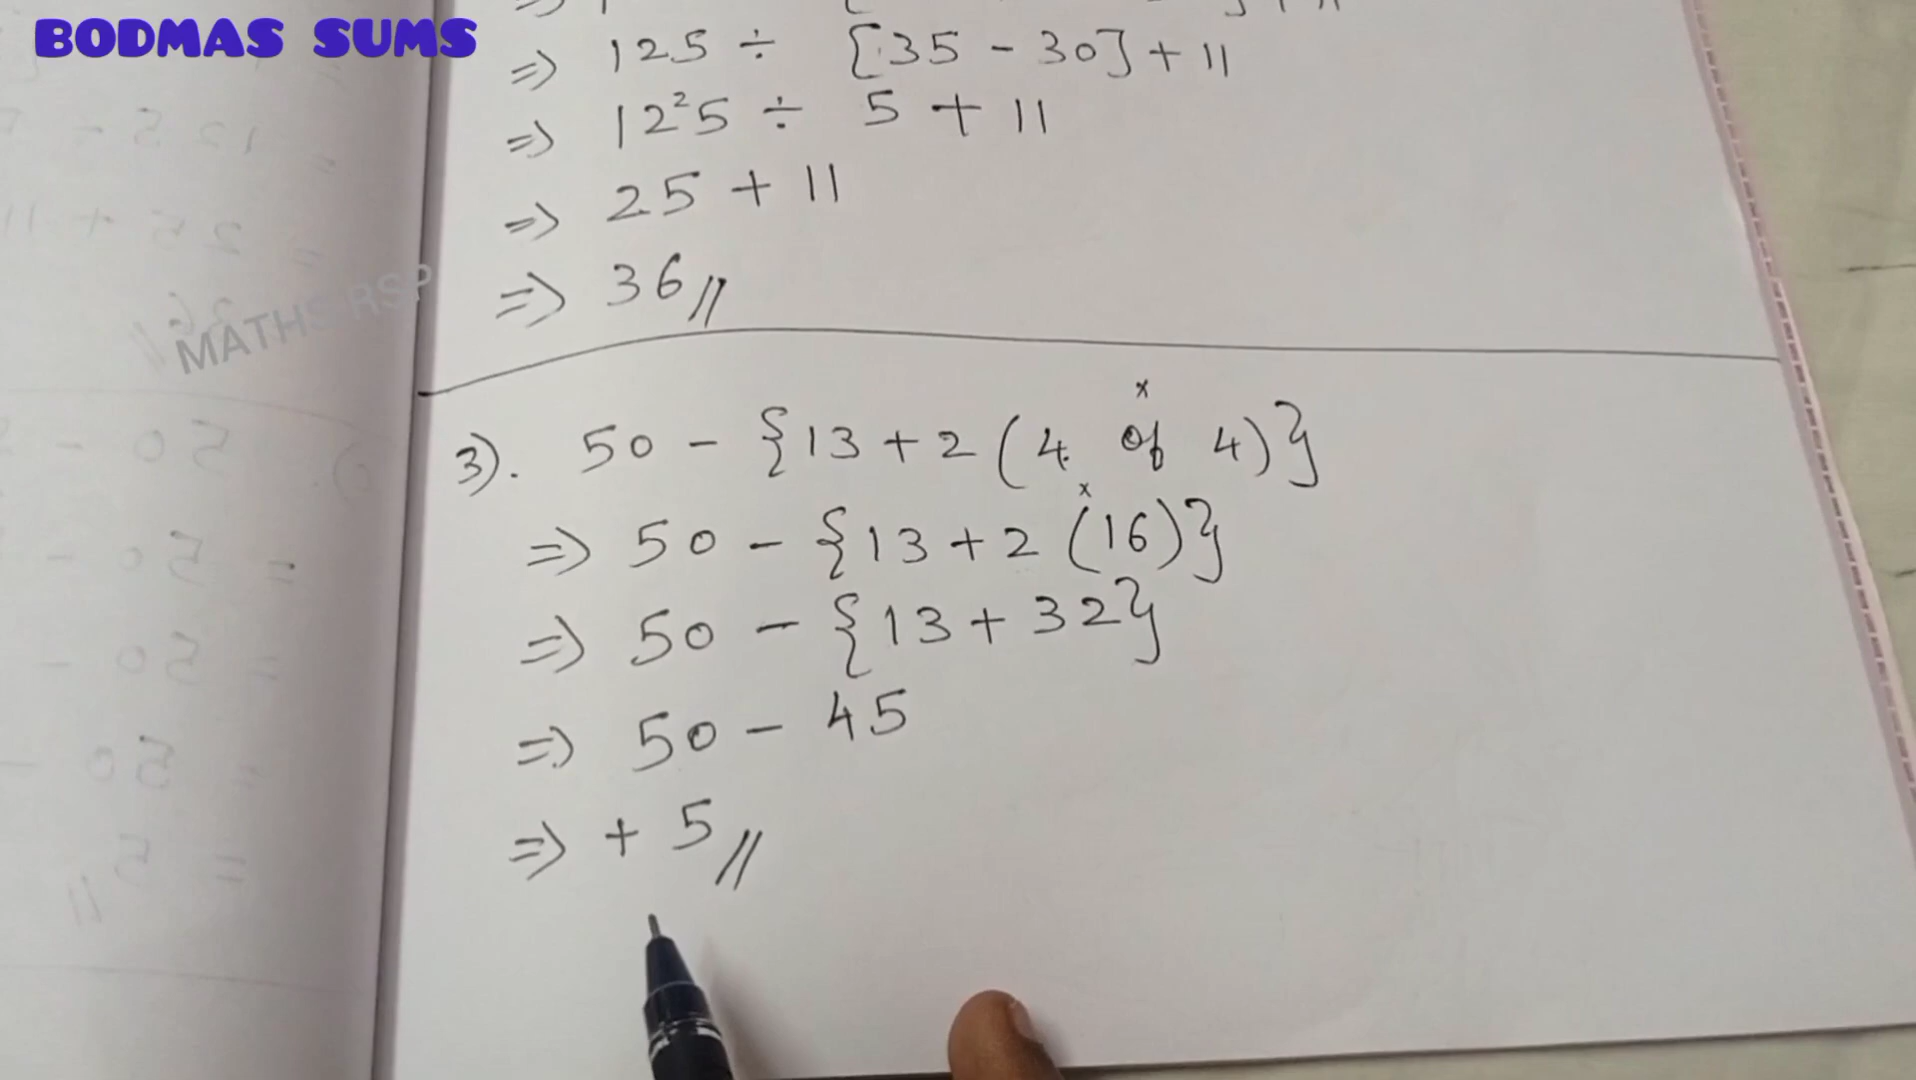 BODMAS SUMS
=> 125 ÷ [35 - 30] + 11
=> 12²5 ÷ 5 + 11
=> 25 + 11
=> 36 //
MATHS RSP
x
3). 50 - {13 + 2 (4 of 4)}
x
=> 50 - {13 + 2 (16)}
=> 50 - {13 + 32}
=> 50 - 45
=> + 5 //